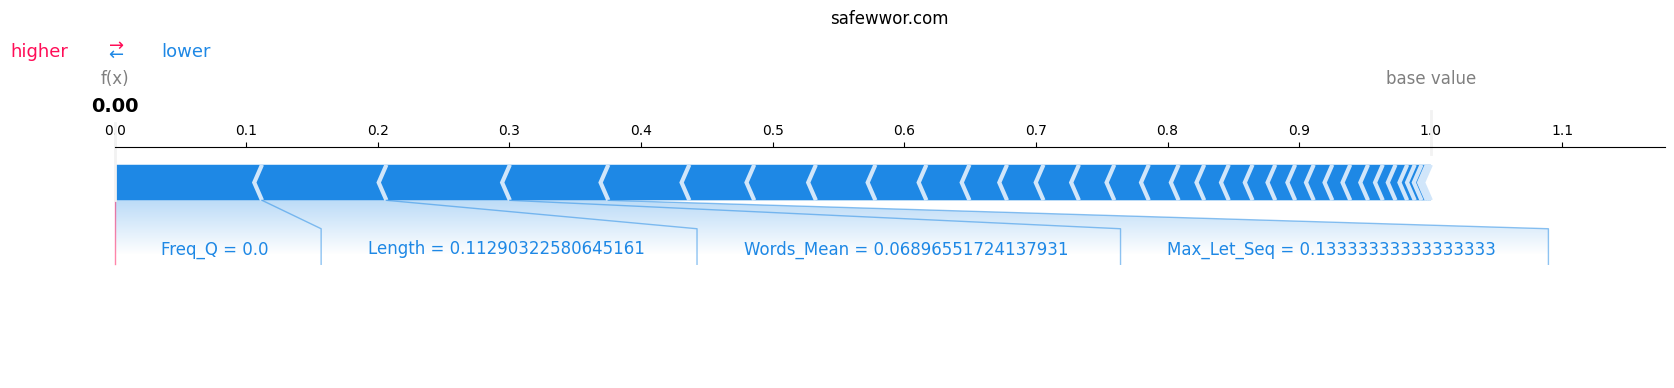 safewwor.com
higher → ← lower
f(x) base value
0.00
0.0 0.1 0.2 0.3 0.4 0.5 0.6 0.7 0.8 0.9 1.0 1.1
Freq_Q = 0.0 Length = 0.11290322580645161 Words_Mean = 0.06896551724137931 Max_Let_Seq = 0.13333333333333333